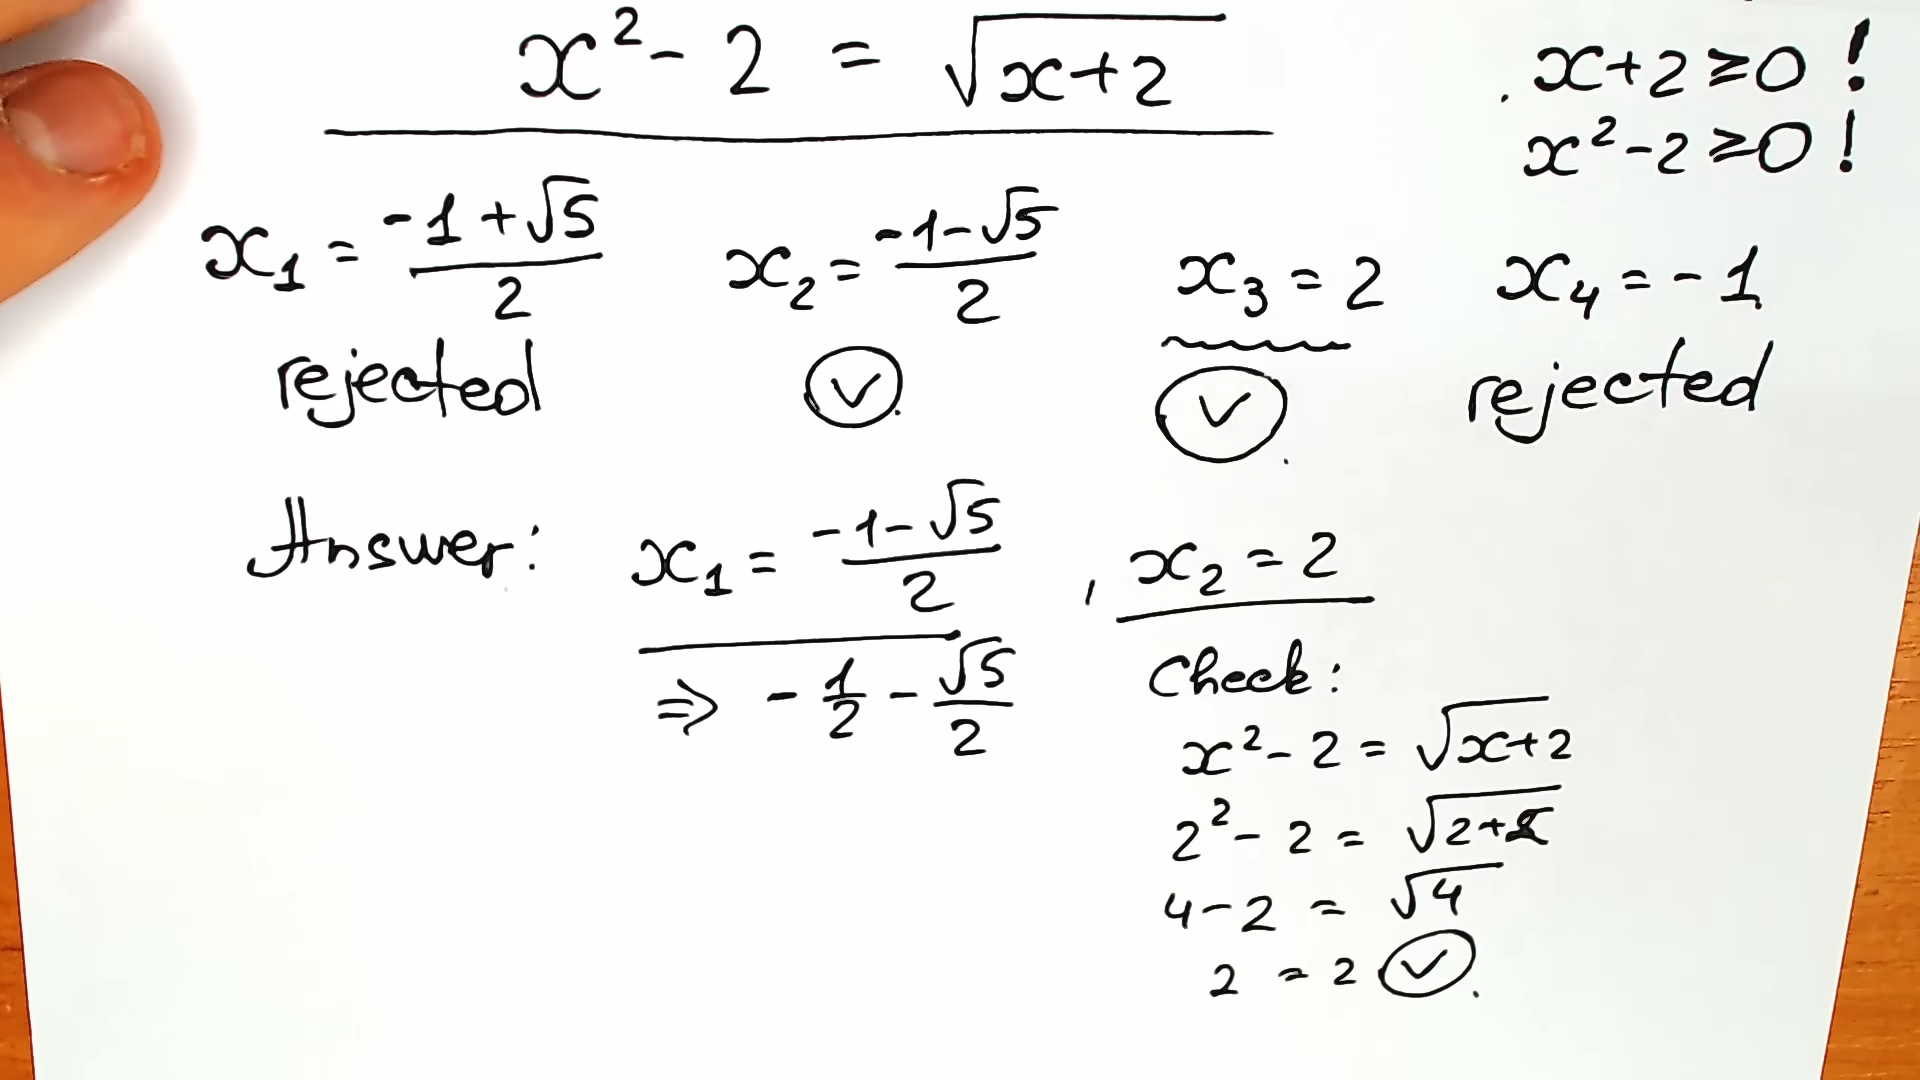 x² - 2 = √(x+2)
x+2 ≥ 0 !
x² - 2 ≥ 0 !
x₁ = (-1 + √5)/2  x₂ = (-1 - √5)/2  x₃ = 2  x₄ = -1
rejected  ✓  ✓  rejected
Answer: x₁ = (-1 - √5)/2 , x₂ = 2
⇒ - 1/2 - √5/2
Check:
x² - 2 = √(x+2)
2² - 2 = √(2+2)
4 - 2 = √4
2 = 2 ✓